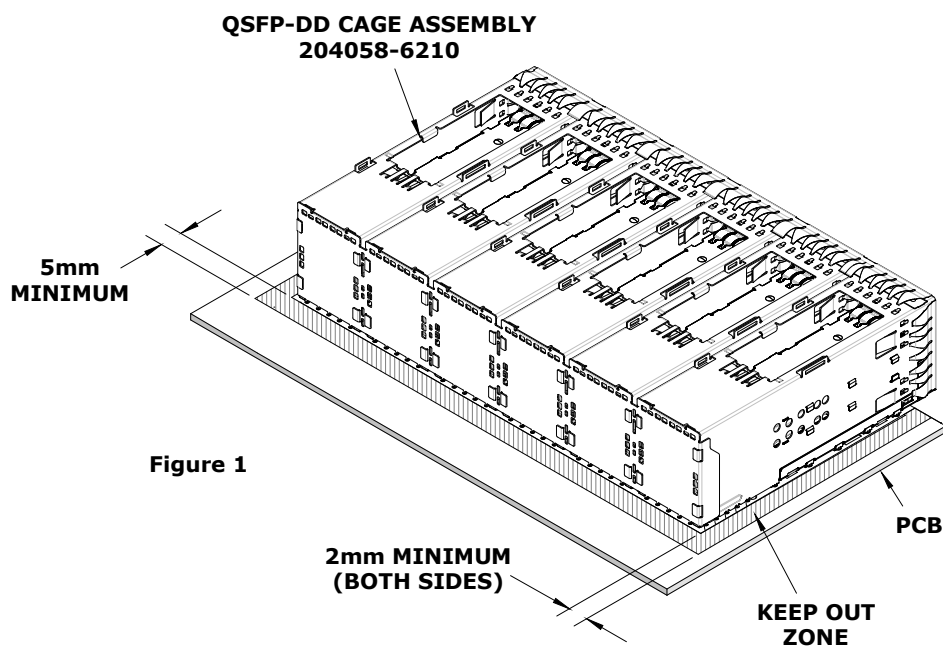 QSFP-DD CAGE ASSEMBLY
204058-6210
5mm
MINIMUM
Figure 1
PCB
2mm MINIMUM
(BOTH SIDES)
KEEP OUT
ZONE